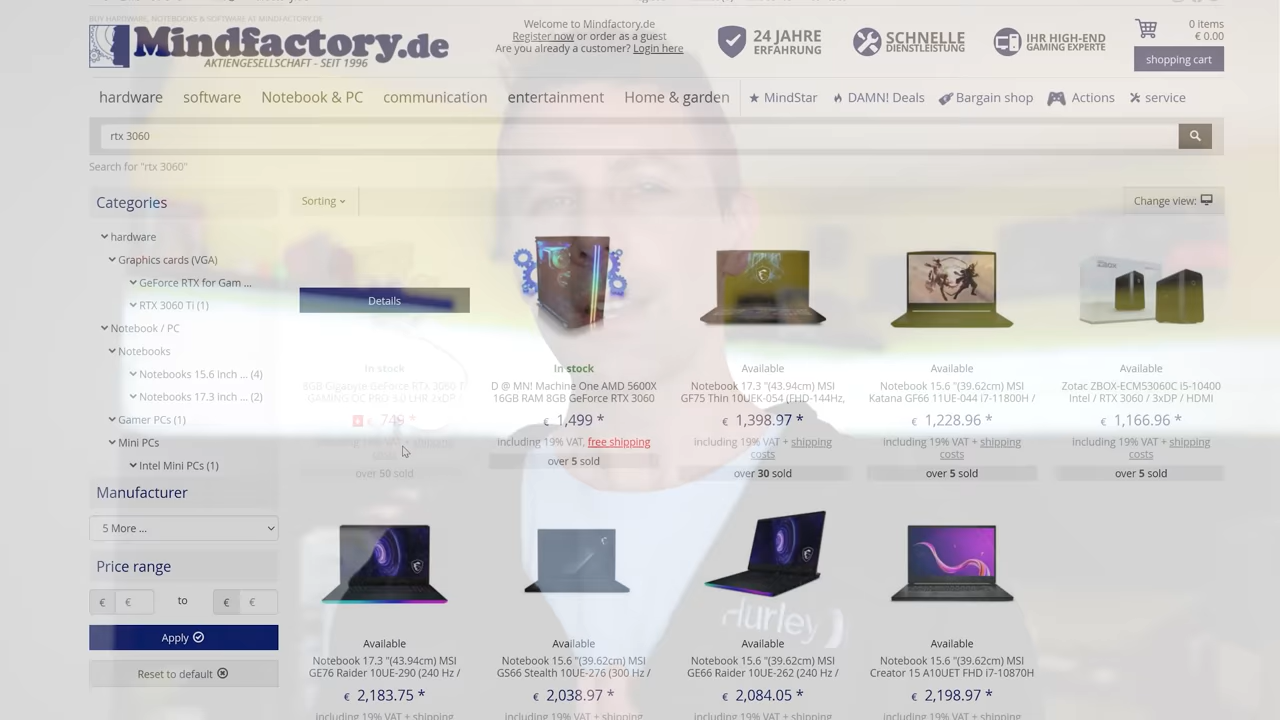 BUY HARDWARE, NOTEBOOKS & SOFTWARE AT MINDFACTORY.DE
Mindfactory.de
AKTIENGESELLSCHAFT - SEIT 1996
Welcome to Mindfactory.de
Register now or order as a guest
Are you already a customer? Login here
24 JAHRE
ERFAHRUNG
SCHNELLE
DIENSTLEISTUNG
IHR HIGH-END
GAMING EXPERTE
0 items
€ 0.00
shopping cart
hardware software Notebook & PC communication entertainment Home & garden MindStar DAMN! Deals Bargain shop Actions service
rtx 3060
Search for "rtx 3060"
Categories
hardware
Graphics cards (VGA)
GeForce RTX for Gam ...
RTX 3060 Ti (1)
Notebook / PC
Notebooks
Notebooks 15.6 inch ... (4)
Notebooks 17.3 inch ... (2)
Gamer PCs (1)
Mini PCs
Intel Mini PCs (1)
Manufacturer
5 More ...
Price range
€ € to € €
Apply
Reset to default
Sorting
Change view:
Details
In stock
8GB Gigabyte GeForce RTX 3060 Ti
GAMING OC PRO 3.0 LHR 2xDP /
€ 749 *
including 19% VAT + shipping
over 50 sold
In stock
D @ MN! Machine One AMD 5600X
16GB RAM 8GB GeForce RTX 3060
€ 1,499 *
including 19% VAT, free shipping
over 5 sold
Available
Notebook 17.3 "(43.94cm) MSI
GF75 Thin 10UEK-054 (FHD-144Hz,
€ 1,398.97 *
including 19% VAT + shipping
costs
over 30 sold
Available
Notebook 15.6 "(39.62cm) MSI
Katana GF66 11UE-044 i7-11800H /
€ 1,228.96 *
including 19% VAT + shipping
costs
over 5 sold
Available
Zotac ZBOX-ECM53060C i5-10400
Intel / RTX 3060 / 3xDP / HDMI
€ 1,166.96 *
including 19% VAT + shipping
costs
over 5 sold
Available
Notebook 17.3 "(43.94cm) MSI
GE76 Raider 10UE-290 (240 Hz /
€ 2,183.75 *
including 19% VAT + shipping
Available
Notebook 15.6 "(39.62cm) MSI
GS66 Stealth 10UE-276 (300 Hz /
€ 2,038.97 *
including 19% VAT + shipping
Available
Notebook 15.6 "(39.62cm) MSI
GE66 Raider 10UE-262 (240 Hz /
€ 2,084.05 *
including 19% VAT + shipping
Available
Notebook 15.6 "(39.62cm) MSI
Creator 15 A10UET FHD i7-10870H
€ 2,198.97 *
including 19% VAT + shipping
Hurley